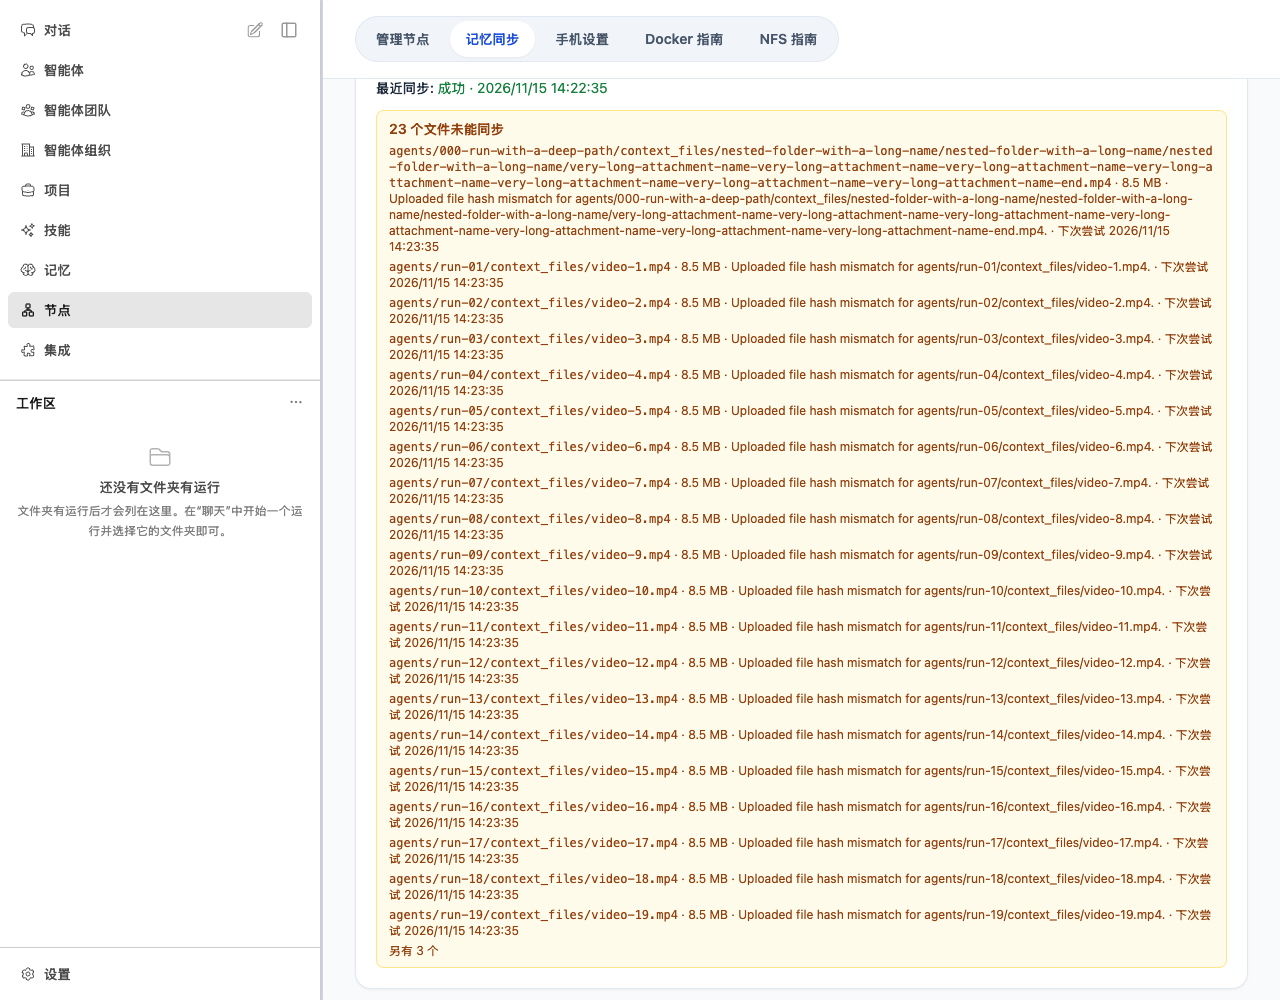 对话
智能体
智能体团队
智能体组织
项目
技能
记忆
节点
集成
工作区
还没有文件夹有运行
文件夹有运行后才会列在这里。在“聊天”中开始一个运
行并选择它的文件夹即可。
设置
管理节点
记忆同步
手机设置
Docker 指南
NFS 指南
最近同步: 成功 · 2026/11/15 14:22:35
23 个文件未能同步
agents/000-run-with-a-deep-path/context_files/nested-folder-with-a-long-name/nested-folder-with-a-long-name/nested
-folder-with-a-long-name/very-long-attachment-name-very-long-attachment-name-very-long-attachment-name-very-long-a
ttachment-name-very-long-attachment-name-very-long-attachment-name-very-long-attachment-name-end.mp4 · 8.5 MB ·
Uploaded file hash mismatch for agents/000-run-with-a-deep-path/context_files/nested-folder-with-a-long-name/nested-folder-with-a-long-
name/nested-folder-with-a-long-name/very-long-attachment-name-very-long-attachment-name-very-long-attachment-name-very-long-
attachment-name-very-long-attachment-name-very-long-attachment-name-very-long-attachment-name-end.mp4. · 下次尝试 2026/11/15
14:23:35
agents/run-01/context_files/video-1.mp4 · 8.5 MB · Uploaded file hash mismatch for agents/run-01/context_files/video-1.mp4. · 下次尝试
2026/11/15 14:23:35
agents/run-02/context_files/video-2.mp4 · 8.5 MB · Uploaded file hash mismatch for agents/run-02/context_files/video-2.mp4. · 下次尝试
2026/11/15 14:23:35
agents/run-03/context_files/video-3.mp4 · 8.5 MB · Uploaded file hash mismatch for agents/run-03/context_files/video-3.mp4. · 下次尝试
2026/11/15 14:23:35
agents/run-04/context_files/video-4.mp4 · 8.5 MB · Uploaded file hash mismatch for agents/run-04/context_files/video-4.mp4. · 下次尝试
2026/11/15 14:23:35
agents/run-05/context_files/video-5.mp4 · 8.5 MB · Uploaded file hash mismatch for agents/run-05/context_files/video-5.mp4. · 下次尝试
2026/11/15 14:23:35
agents/run-06/context_files/video-6.mp4 · 8.5 MB · Uploaded file hash mismatch for agents/run-06/context_files/video-6.mp4. · 下次尝试
2026/11/15 14:23:35
agents/run-07/context_files/video-7.mp4 · 8.5 MB · Uploaded file hash mismatch for agents/run-07/context_files/video-7.mp4. · 下次尝试
2026/11/15 14:23:35
agents/run-08/context_files/video-8.mp4 · 8.5 MB · Uploaded file hash mismatch for agents/run-08/context_files/video-8.mp4. · 下次尝试
2026/11/15 14:23:35
agents/run-09/context_files/video-9.mp4 · 8.5 MB · Uploaded file hash mismatch for agents/run-09/context_files/video-9.mp4. · 下次尝试
2026/11/15 14:23:35
agents/run-10/context_files/video-10.mp4 · 8.5 MB · Uploaded file hash mismatch for agents/run-10/context_files/video-10.mp4. · 下次尝
试 2026/11/15 14:23:35
agents/run-11/context_files/video-11.mp4 · 8.5 MB · Uploaded file hash mismatch for agents/run-11/context_files/video-11.mp4. · 下次尝
试 2026/11/15 14:23:35
agents/run-12/context_files/video-12.mp4 · 8.5 MB · Uploaded file hash mismatch for agents/run-12/context_files/video-12.mp4. · 下次尝
试 2026/11/15 14:23:35
agents/run-13/context_files/video-13.mp4 · 8.5 MB · Uploaded file hash mismatch for agents/run-13/context_files/video-13.mp4. · 下次尝
试 2026/11/15 14:23:35
agents/run-14/context_files/video-14.mp4 · 8.5 MB · Uploaded file hash mismatch for agents/run-14/context_files/video-14.mp4. · 下次尝
试 2026/11/15 14:23:35
agents/run-15/context_files/video-15.mp4 · 8.5 MB · Uploaded file hash mismatch for agents/run-15/context_files/video-15.mp4. · 下次尝
试 2026/11/15 14:23:35
agents/run-16/context_files/video-16.mp4 · 8.5 MB · Uploaded file hash mismatch for agents/run-16/context_files/video-16.mp4. · 下次尝
试 2026/11/15 14:23:35
agents/run-17/context_files/video-17.mp4 · 8.5 MB · Uploaded file hash mismatch for agents/run-17/context_files/video-17.mp4. · 下次尝
试 2026/11/15 14:23:35
agents/run-18/context_files/video-18.mp4 · 8.5 MB · Uploaded file hash mismatch for agents/run-18/context_files/video-18.mp4. · 下次尝
试 2026/11/15 14:23:35
agents/run-19/context_files/video-19.mp4 · 8.5 MB · Uploaded file hash mismatch for agents/run-19/context_files/video-19.mp4. · 下次尝
试 2026/11/15 14:23:35
另有 3 个